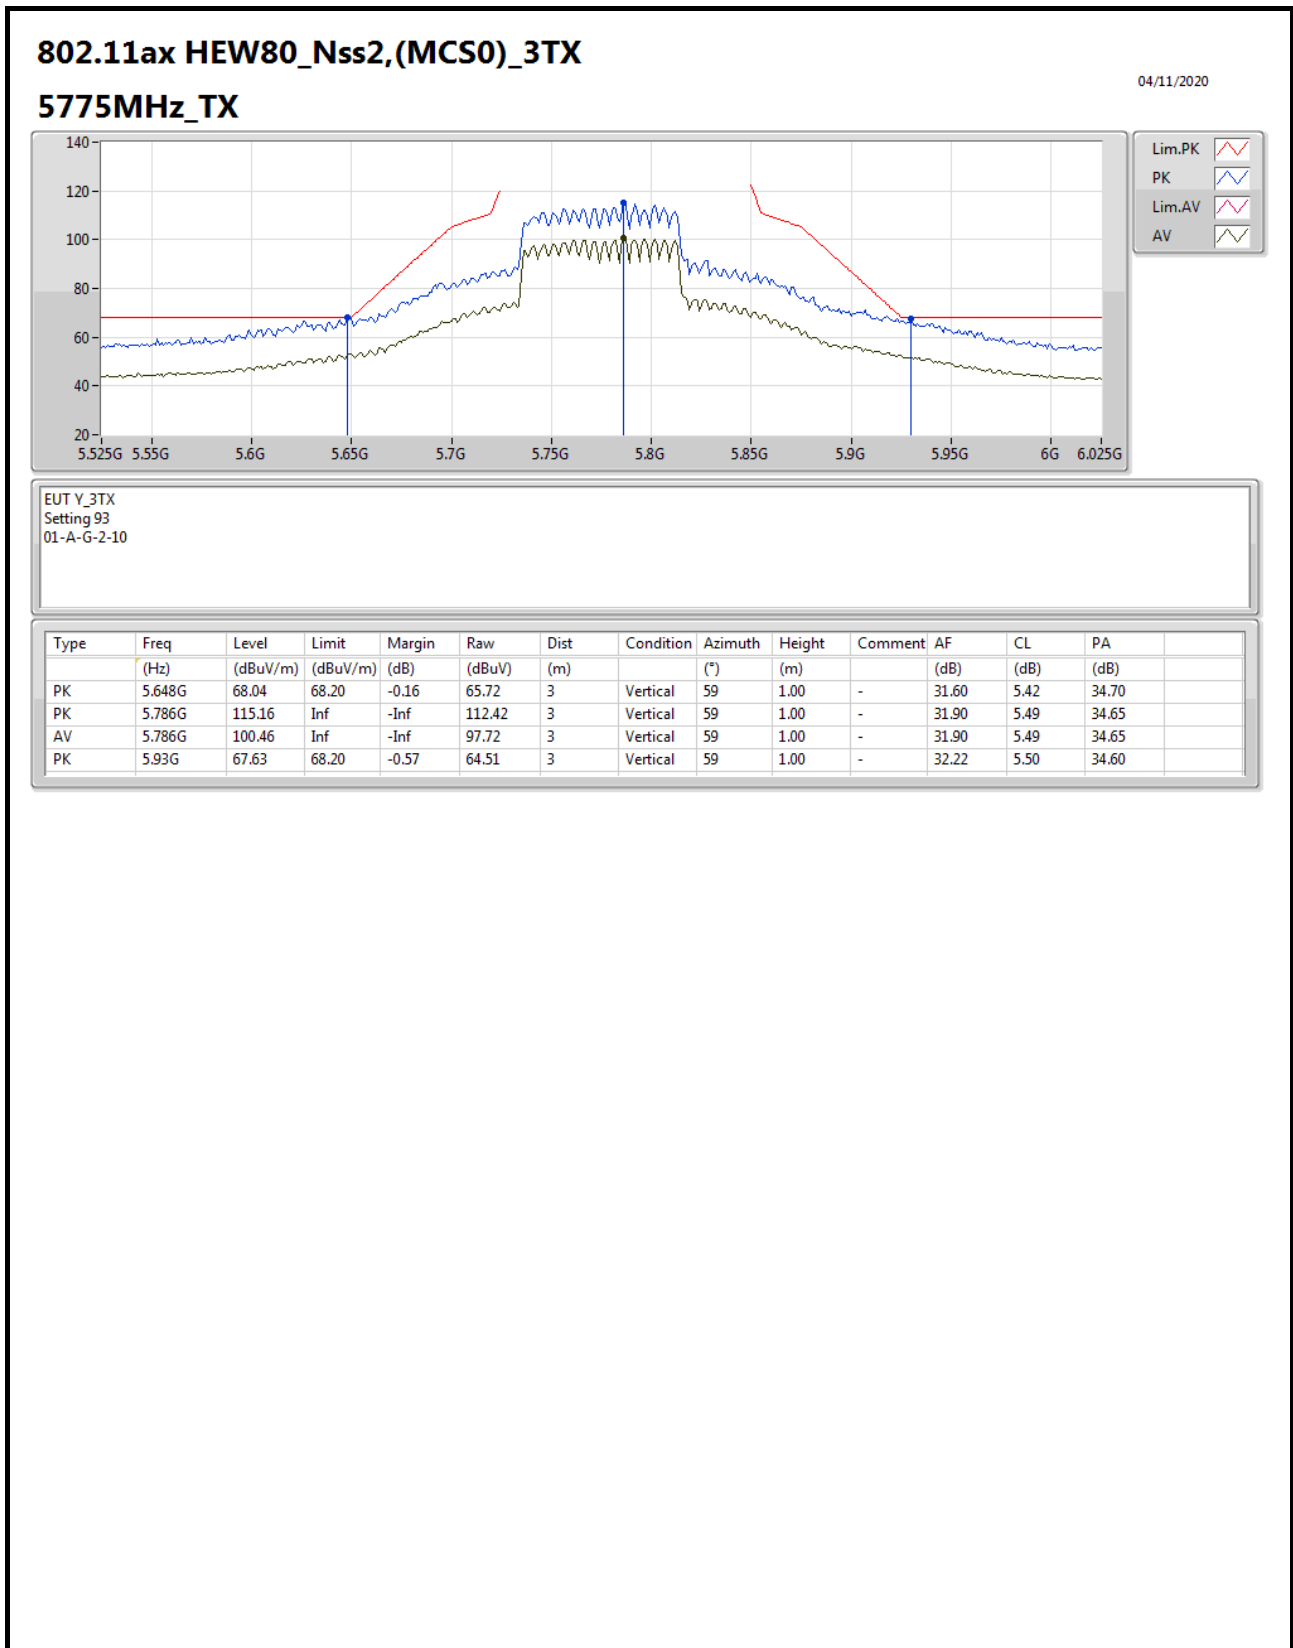 802.11ax HEW80_Nss2,(MCS0)_3TX
04/11/2020
5775MHz_TX
140
120
100
80
60
40
20
5.525G 5.55G 5.6G 5.65G 5.7G 5.75G 5.8G 5.85G 5.9G 5.95G 6G 6.025G
Lim.PK
PK
Lim.AV
AV
EUT Y_3TX
Setting 93
01-A-G-2-10
Type Freq Level Limit Margin Raw Dist Condition Azimuth Height Comment AF CL PA
(Hz) (dBuV/m) (dBuV/m) (dB) (dBuV) (m) (°) (m) (dB) (dB) (dB)
PK 5.648G 68.04 68.20 -0.16 65.72 3 Vertical 59 1.00 - 31.60 5.42 34.70
PK 5.786G 115.16 Inf -Inf 112.42 3 Vertical 59 1.00 - 31.90 5.49 34.65
AV 5.786G 100.46 Inf -Inf 97.72 3 Vertical 59 1.00 - 31.90 5.49 34.65
PK 5.93G 67.63 68.20 -0.57 64.51 3 Vertical 59 1.00 - 32.22 5.50 34.60